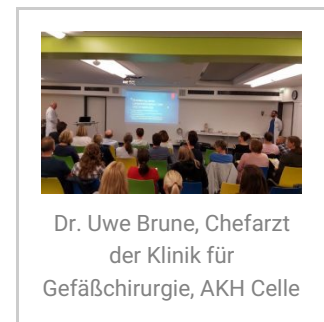 Dr. Uwe Brune, Chefarzt
der Klinik für
Gefäßchirurgie, AKH Celle